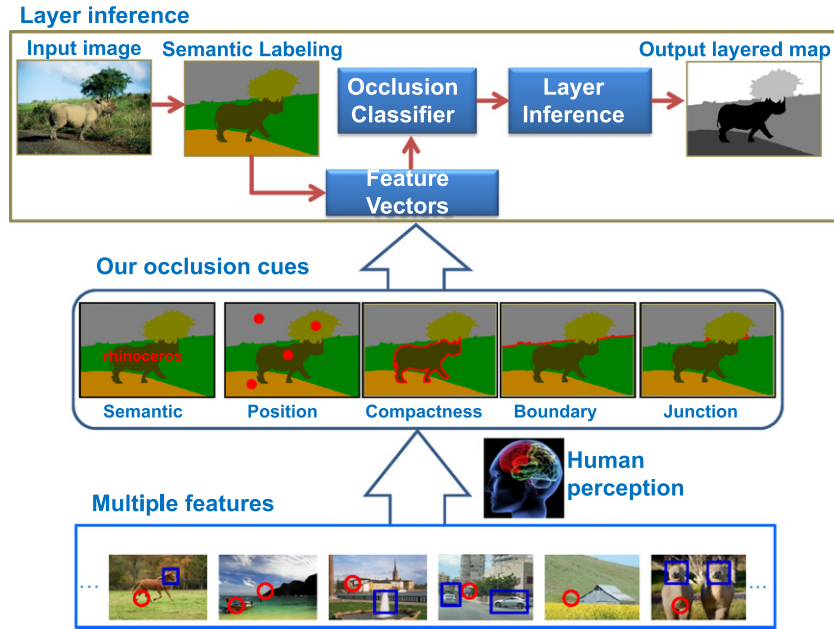 Layer inference
Input image
Semantic Labeling
Output layered map
Occlusion
Classifier
Layer
Inference
Feature
Vectors
Our occlusion cues
rhinoceros
Semantic
Position
Compactness
Boundary
Junction
Human
perception
Multiple features
...
...